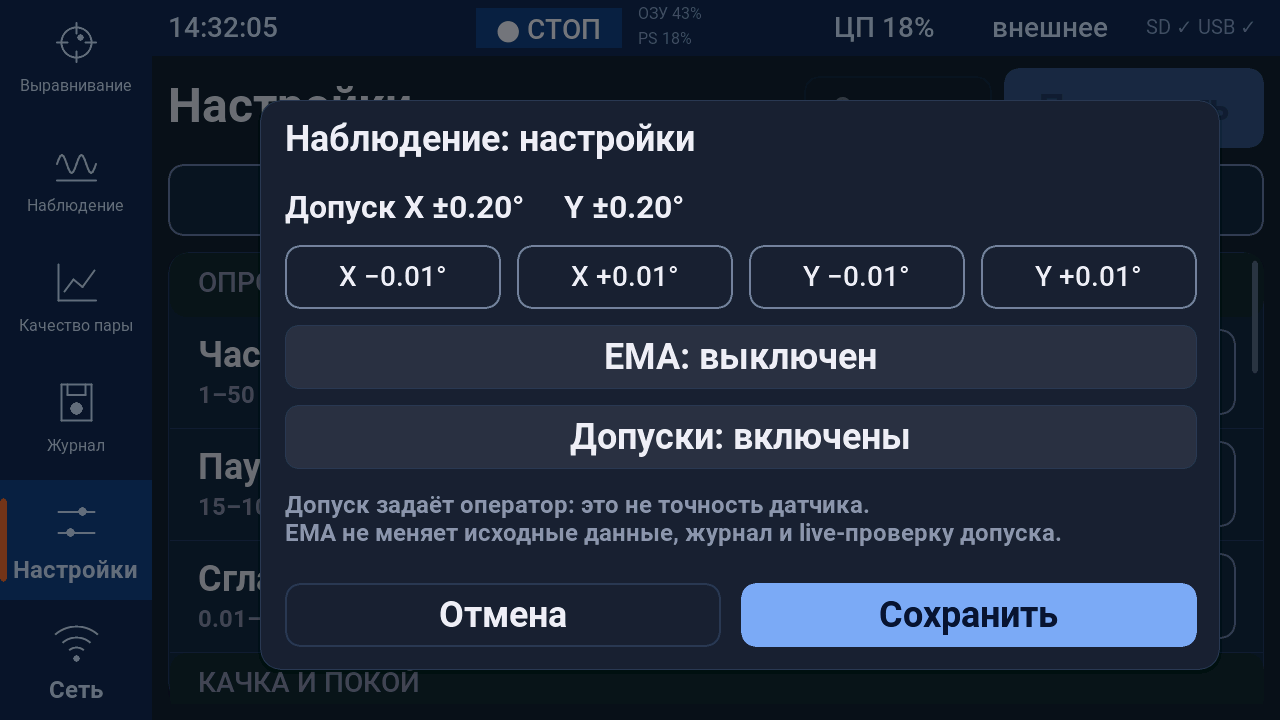 14:32:05
СТОП
ОЗУ 43%
PS 18%
ЦП 18%
внешнее
SD ✓ USB ✓
Выравнивание
Наблюдение
Качество пары
Журнал
Настройки
Сеть
Настройки
Наблюдение: настройки
Допуск X ±0.20° Y ±0.20°
X −0.01°
X +0.01°
Y −0.01°
Y +0.01°
EMA: выключен
Допуски: включены
Допуск задаёт оператор: это не точность датчика.
EMA не меняет исходные данные, журнал и live-проверку допуска.
Отмена
Сохранить
1–50
КАЧКА И ПОКОЙ